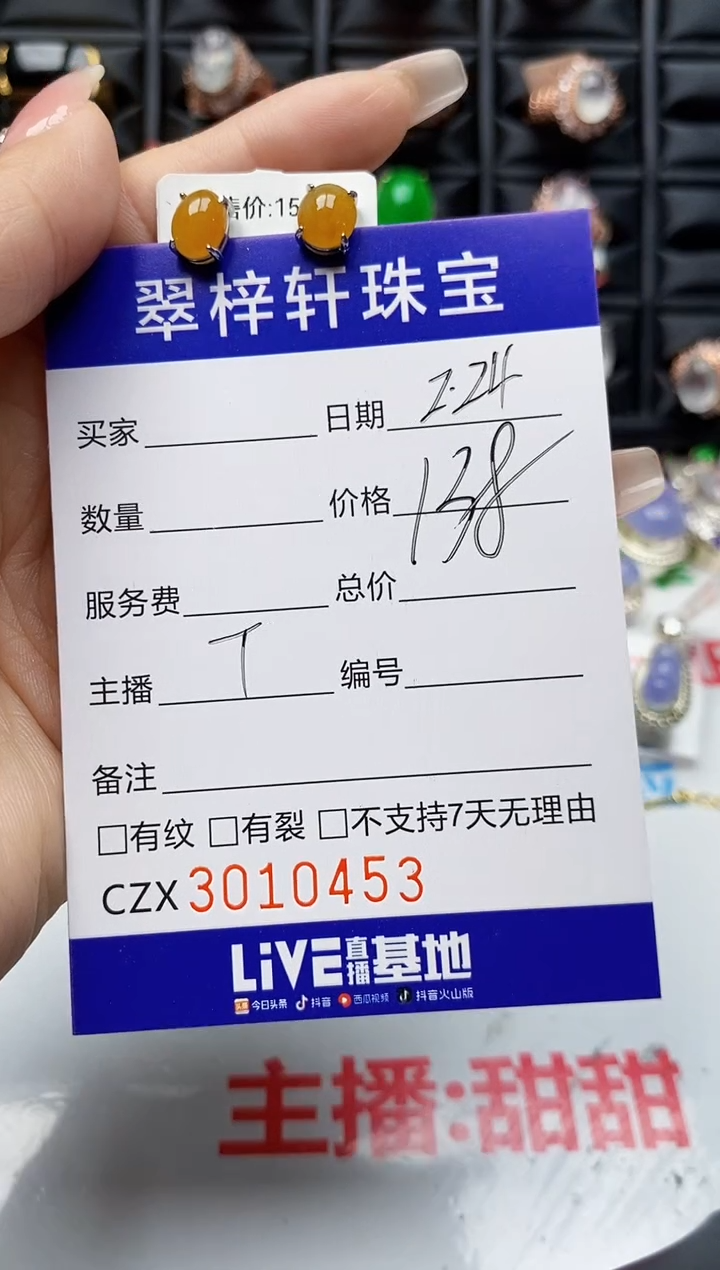 售价:15
翠梓轩珠宝
买家 日期 2.24
数量 价格 138
服务费 总价
主播 T 编号
备注
□有纹 □有裂 □不支持7天无理由
CZX 3010453
LiVE直播基地
今日头条 抖音 西瓜视频 抖音火山版
主播:甜甜